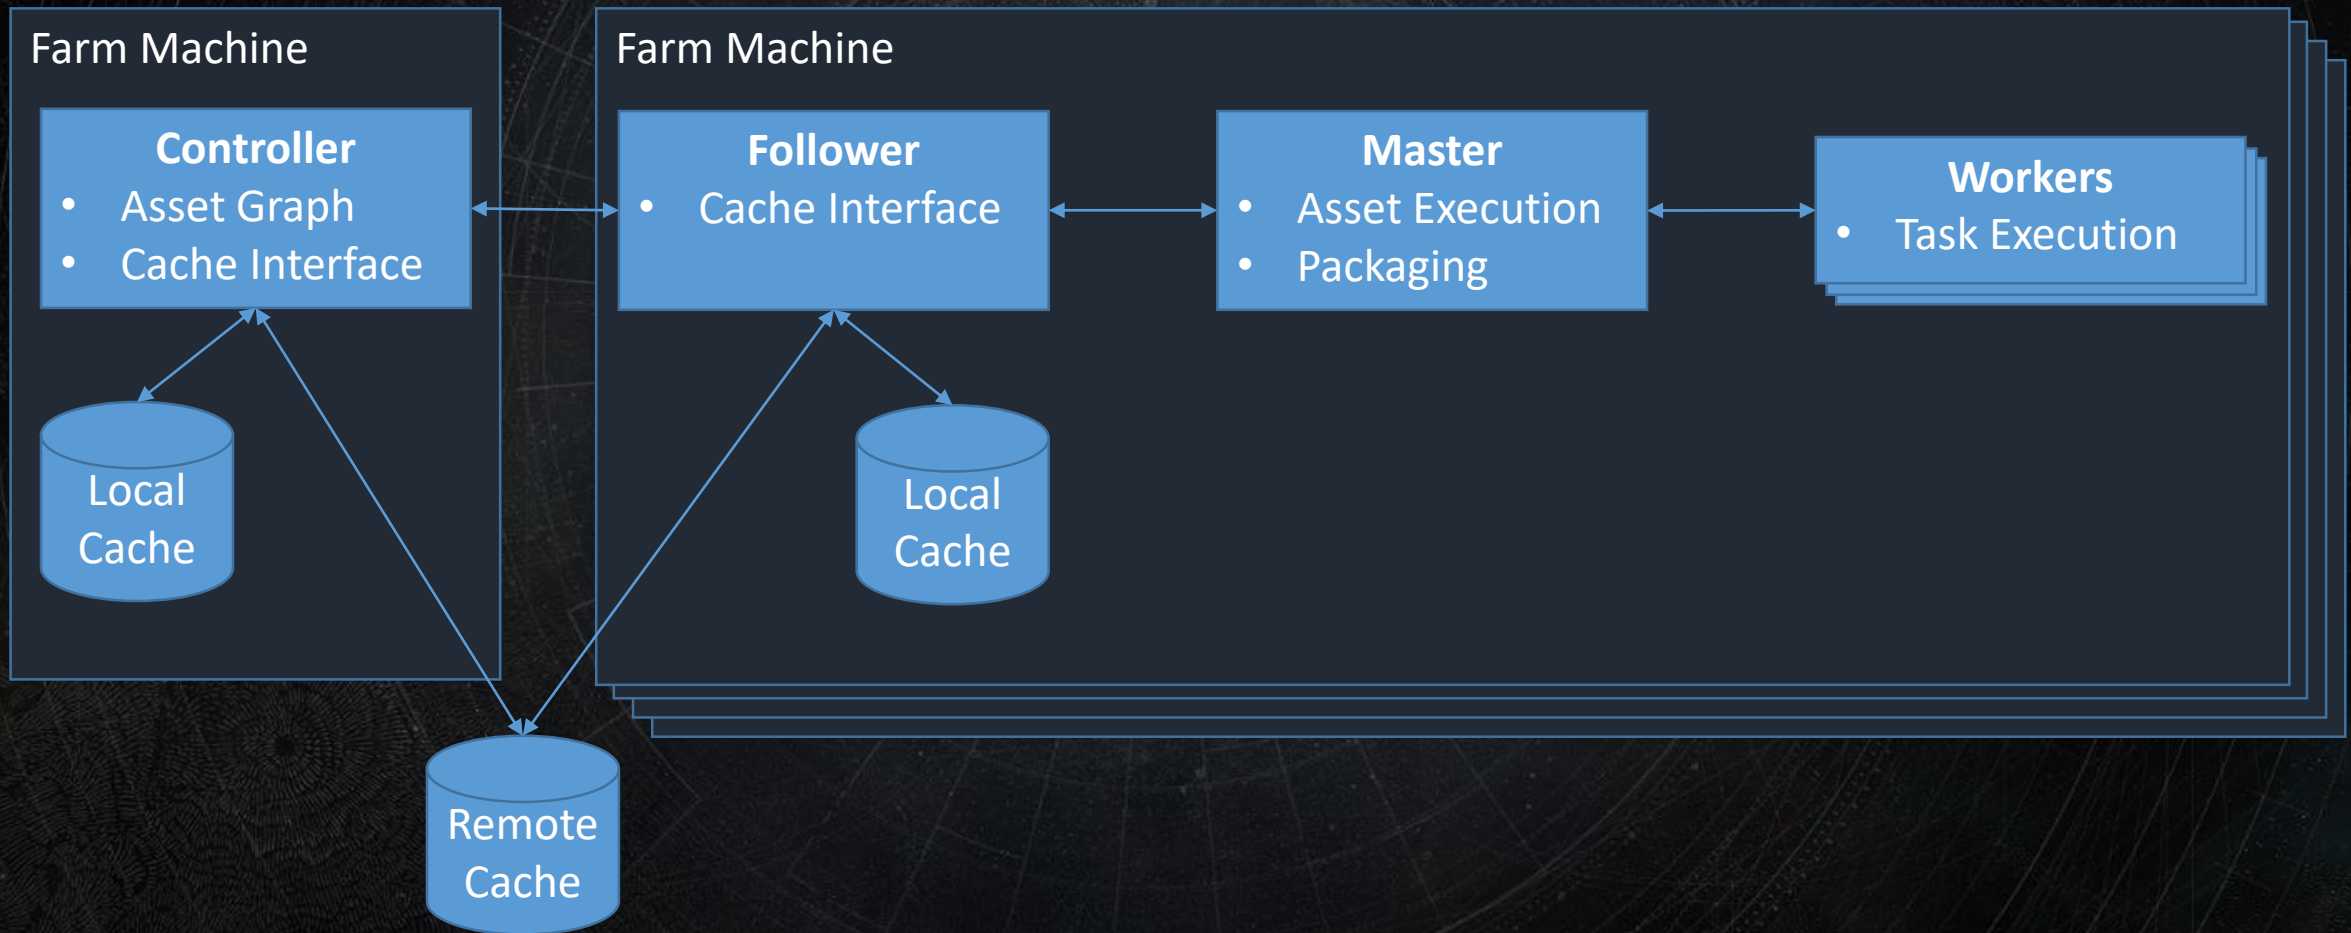 Farm Machine
Controller
• Asset Graph
• Cache Interface
Local
Cache
Farm Machine
Follower
• Cache Interface
Master
• Asset Execution
• Packaging
Workers
• Task Execution
Local
Cache
Remote
Cache